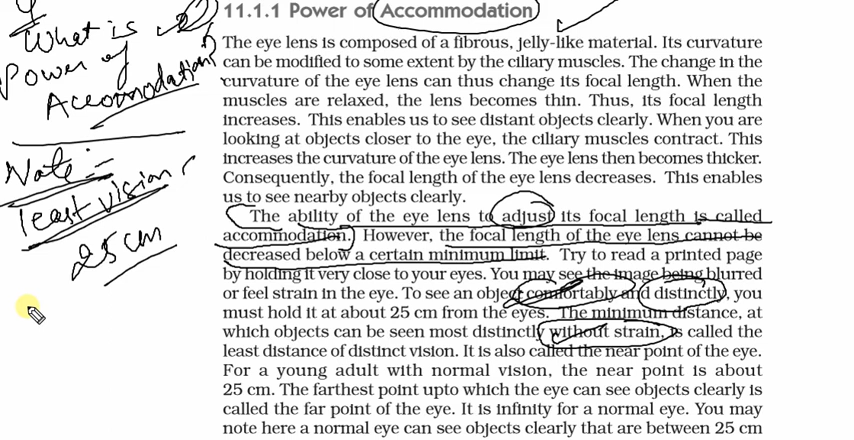 What is
Power of
Accomodation?
Note:-
least vision
25 cm
11.1.1 Power of Accommodation
The eye lens is composed of a fibrous, jelly-like material. Its curvature
can be modified to some extent by the ciliary muscles. The change in the
curvature of the eye lens can thus change its focal length. When the
muscles are relaxed, the lens becomes thin. Thus, its focal length
increases. This enables us to see distant objects clearly. When you are
looking at objects closer to the eye, the ciliary muscles contract. This
increases the curvature of the eye lens. The eye lens then becomes thicker.
Consequently, the focal length of the eye lens decreases. This enables
us to see nearby objects clearly.
The ability of the eye lens to adjust its focal length is called
accommodation. However, the focal length of the eye lens cannot be
decreased below a certain minimum limit. Try to read a printed page
by holding it very close to your eyes. You may see the image being blurred
or feel strain in the eye. To see an object comfortably and distinctly, you
must hold it at about 25 cm from the eyes. The minimum distance, at
which objects can be seen most distinctly without strain, is called the
least distance of distinct vision. It is also called the near point of the eye.
For a young adult with normal vision, the near point is about
25 cm. The farthest point upto which the eye can see objects clearly is
called the far point of the eye. It is infinity for a normal eye. You may
note here a normal eye can see objects clearly that are between 25 cm